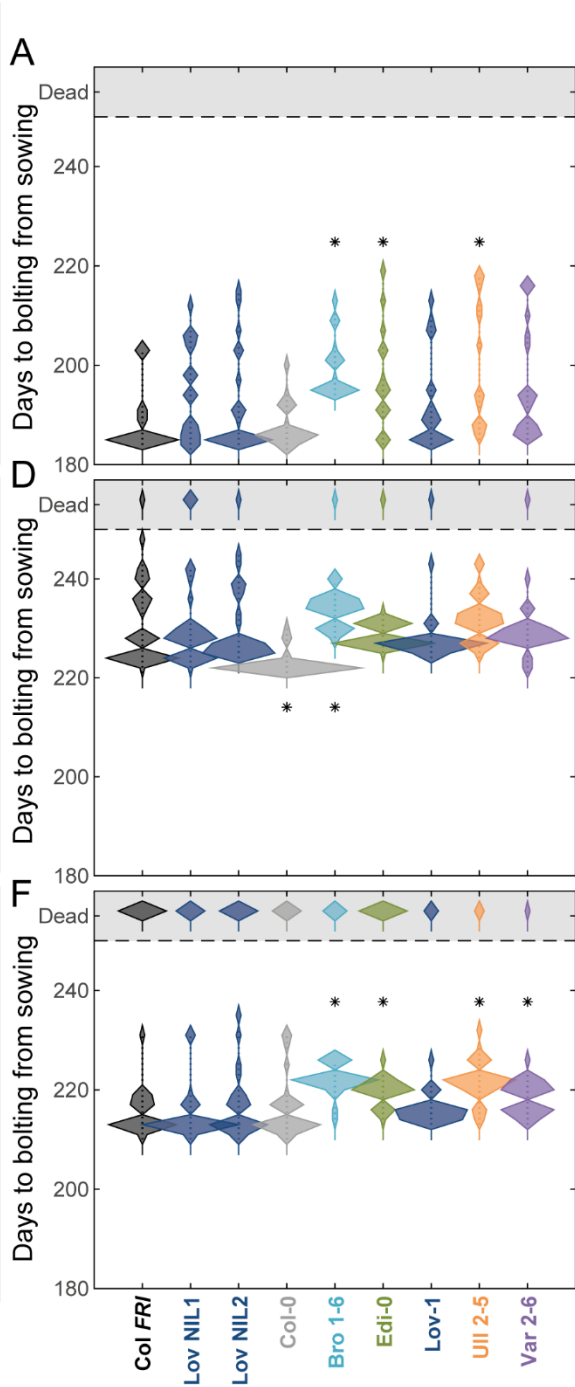 A
Days to bolting from sowing
Dead
240
220
200
180
* * *
D
Days to bolting from sowing
Dead
240
220
200
180
* *
F
Days to bolting from sowing
Dead
240
220
200
180
* * * *
Col FRI
Lov NIL1
Lov NIL2
Col-0
Bro 1-6
Edi-0
Lov-1
Ull 2-5
Var 2-6